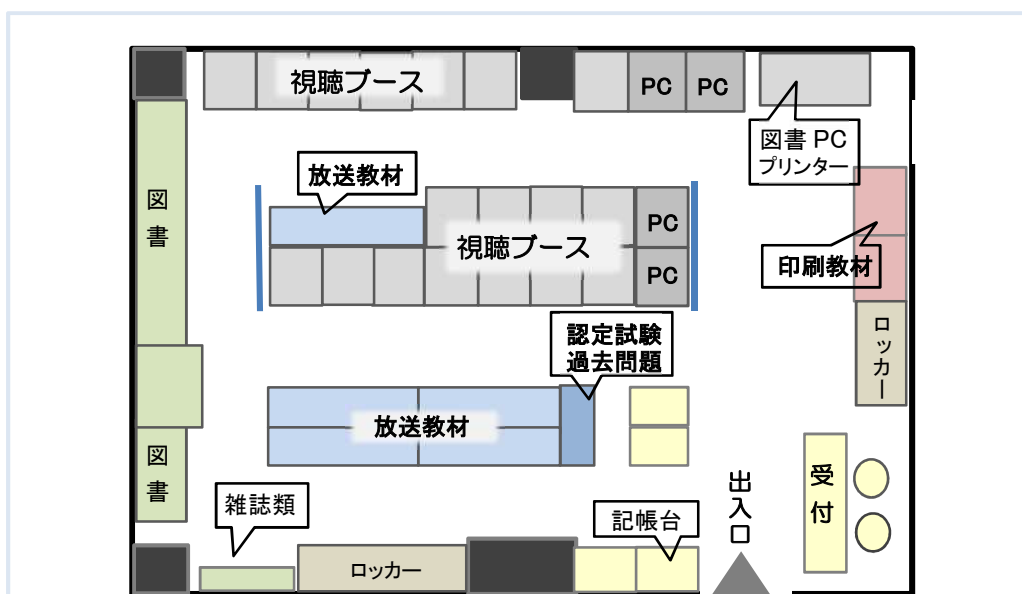 視聴ブース
PC
PC
図書 PC
プリンター
放送教材
図書
視聴ブース
PC
PC
印刷教材
ロッカー
認定試験
過去問題
放送教材
図書
雑誌類
ロッカー
記帳台
出入口
受付